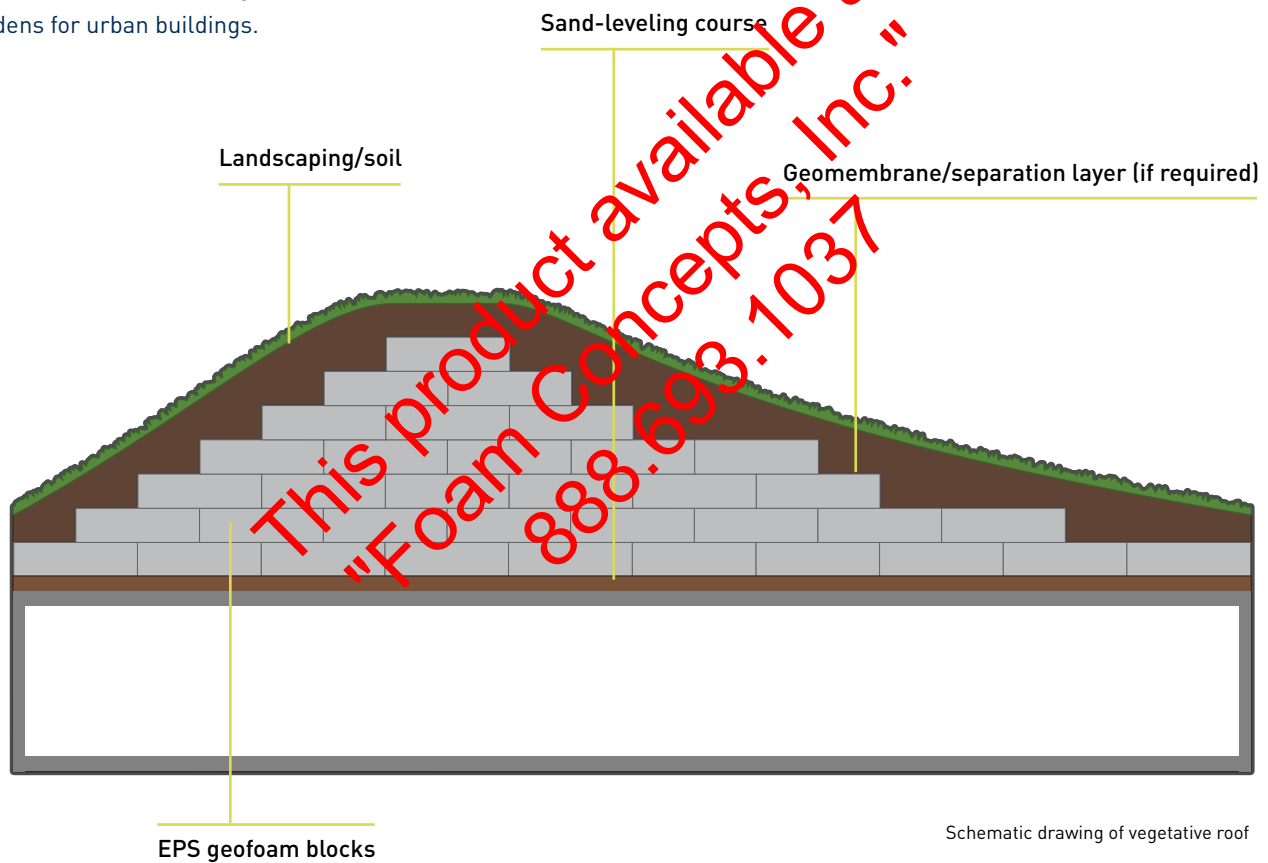 dens for urban buildings.
Sand-leveling course
Landscaping/soil
Geomembrane/separation layer (if required)
This product available
"Foam Concepts, Inc."
888.693.1037
EPS geofoam blocks
Schematic drawing of vegetative roof